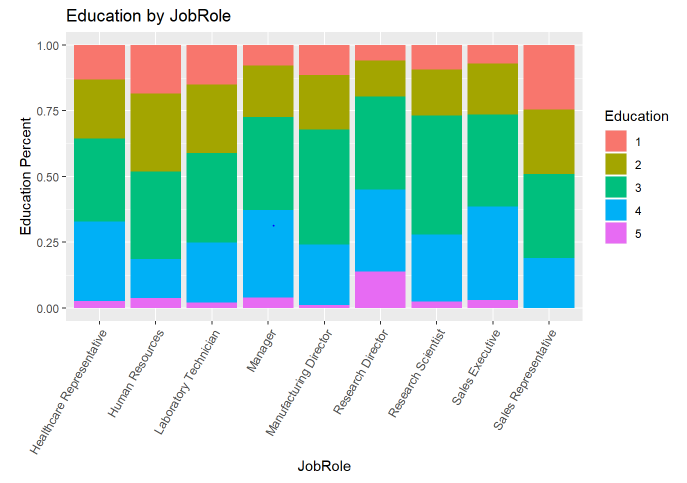 Education by JobRole
Education Percent
1.00
0.75
0.50
0.25
0.00
Healthcare Representative
Human Resources
Laboratory Technician
Manager
Manufacturing Director
Research Director
Research Scientist
Sales Executive
Sales Representative
JobRole
Education
1
2
3
4
5